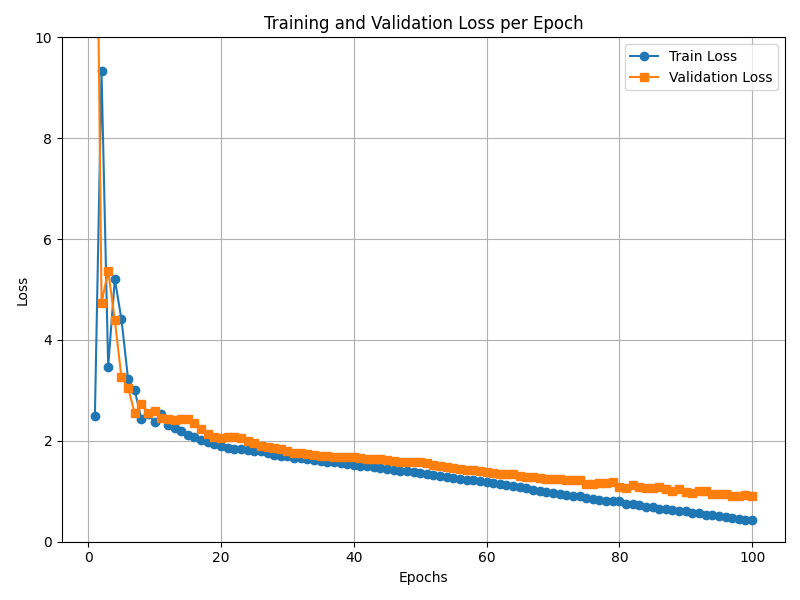 Training and Validation Loss per Epoch
Train Loss
Validation Loss
Loss
10
8
6
4
2
0
0 20 40 60 80 100
Epochs